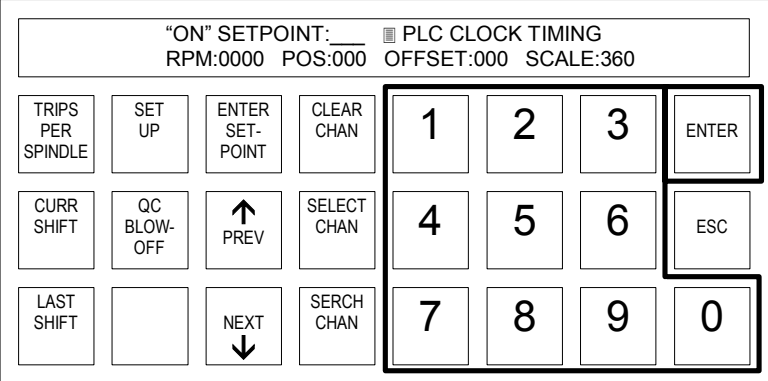 “ON” SETPOINT:___ PLC CLOCK TIMING
RPM:0000 POS:000 OFFSET:000 SCALE:360
TRIPS
PER
SPINDLE
SET
UP
ENTER
SET-
POINT
CLEAR
CHAN
1
2
3
ENTER
CURR
SHIFT
QC
BLOW-
OFF
↑
PREV
SELECT
CHAN
4
5
6
ESC
LAST
SHIFT
NEXT
↓
SERCH
CHAN
7
8
9
0